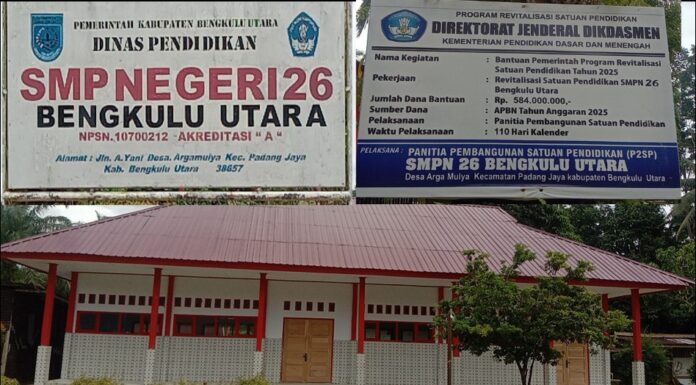 PEMERINTAH KABUPATEN BENGKULU UTARA
DINAS PENDIDIKAN
SMP NEGERI 26
BENGKULU UTARA
NPSN.10700212 - AKREDITASI " A "
Alamat : Jln. A.Yani Desa. Argamulya Kec. Padang Jaya
Kab. Bengkulu Utara 38657
PROGRAM REVITALISASI SATUAN PENDIDIKAN
DIREKTORAT JENDERAL DIKDASMEN
KEMENTERIAN PENDIDIKAN DASAR DAN MENENGAH
Nama Kegiatan : Bantuan Pemerintah Program Revitalisasi
Satuan Pendidikan Tahun 2025
Pekerjaan : Revitalisasi Satuan Pendidikan SMPN 26
Bengkulu Utara
Jumlah Dana Bantuan : Rp. 584.000.000,-
Sumber Dana : APBN Tahun Anggaran 2025
Pelaksanaan : Panitia Pembangunan Satuan Pendidikan
Waktu Pelaksanaan : 110 Hari Kalender
PELAKSANA : PANITIA PEMBANGUNAN SATUAN PENDIDIKAN (P2SP)
SMPN 26 BENGKULU UTARA
Desa Arga Mulya Kecamatan Padang Jaya kabupaten Bengkulu Utara